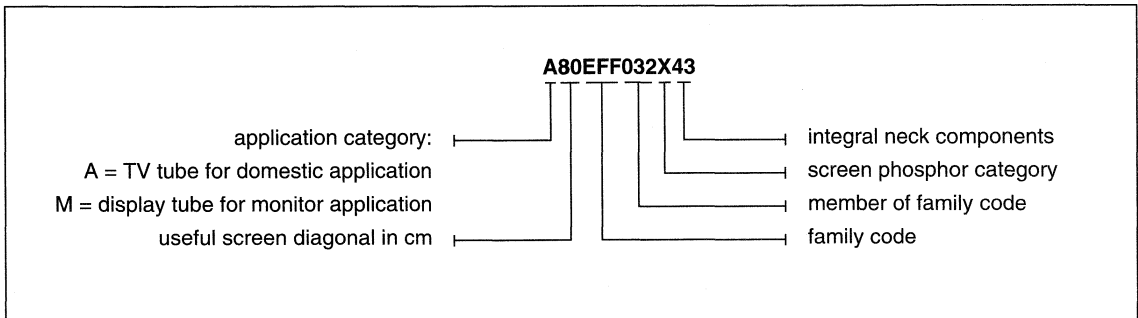 A80EFF032X43
application category:
A = TV tube for domestic application
M = display tube for monitor application
useful screen diagonal in cm
integral neck components
screen phosphor category
member of family code
family code